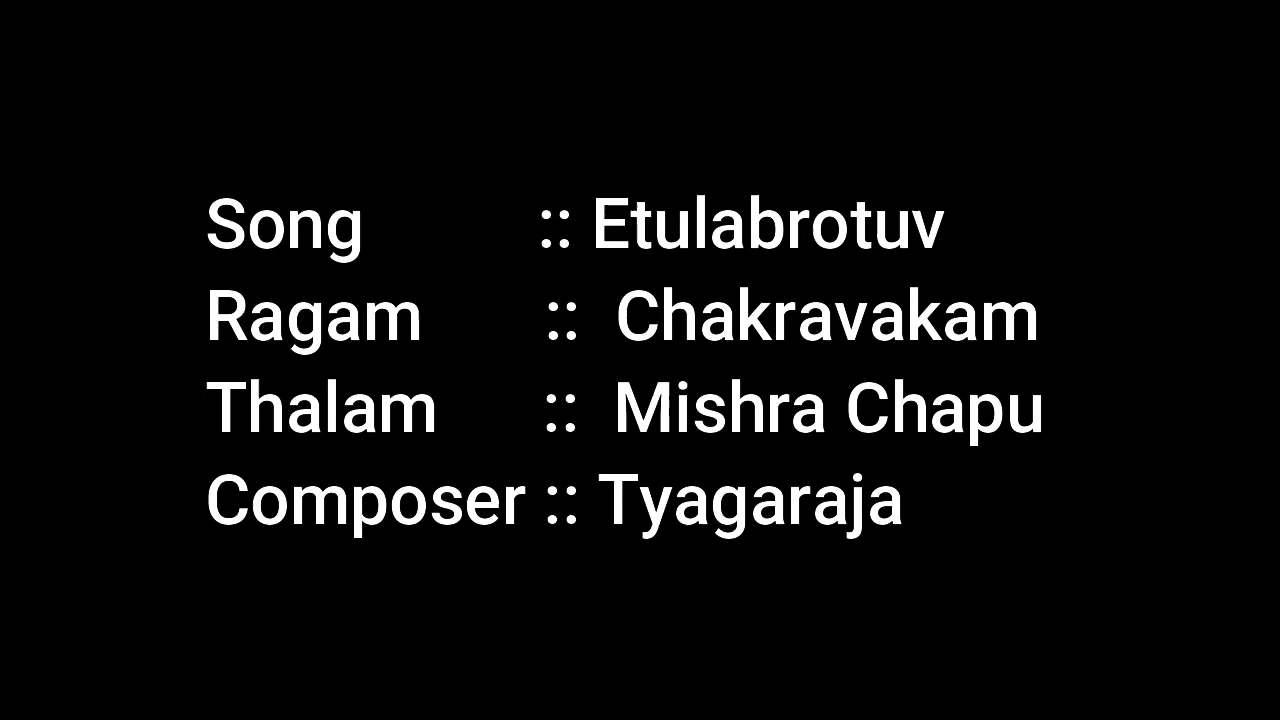 Song :: Etulabrotuv
Ragam :: Chakravakam
Thalam :: Mishra Chapu
Composer :: Tyagaraja